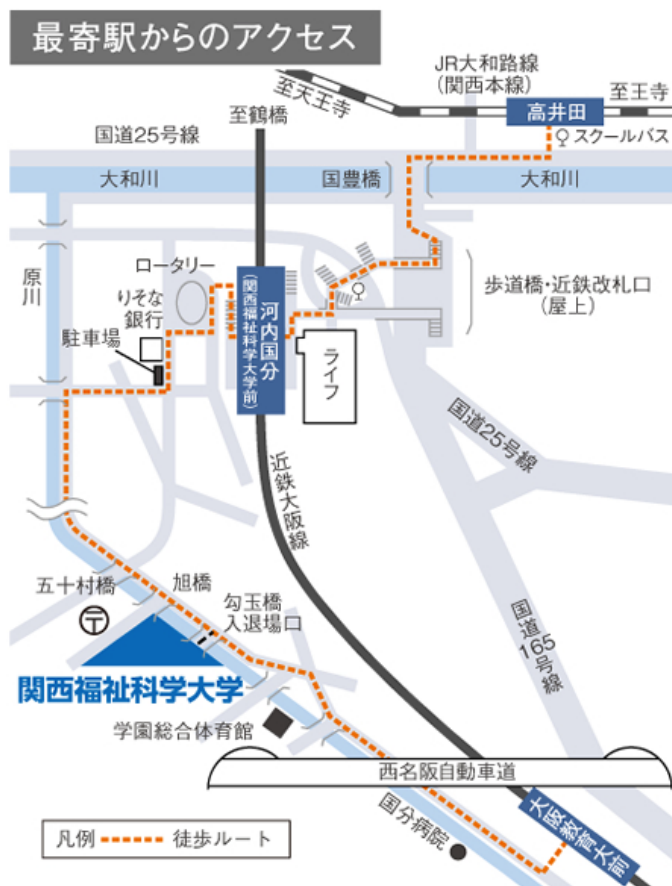 最寄駅からのアクセス
JR大和路線
(関西本線)
至天王寺
高井田
至王寺
至鶴橋
スクールバス
国道25号線
大和川
国豊橋
大和川
原川
ロータリー
りそな
銀行
駐車場
河内国分
(関西福祉科学大学前)
ライフ
歩道橋・近鉄改札口
(屋上)
国道25号線
近鉄大阪線
国道
165号線
五十村橋
旭橋
勾玉橋
入退場口
関西福祉科学大学
学園総合体育館
西名阪自動車道
国分病院
大阪教育大前
凡例
徒歩ルート